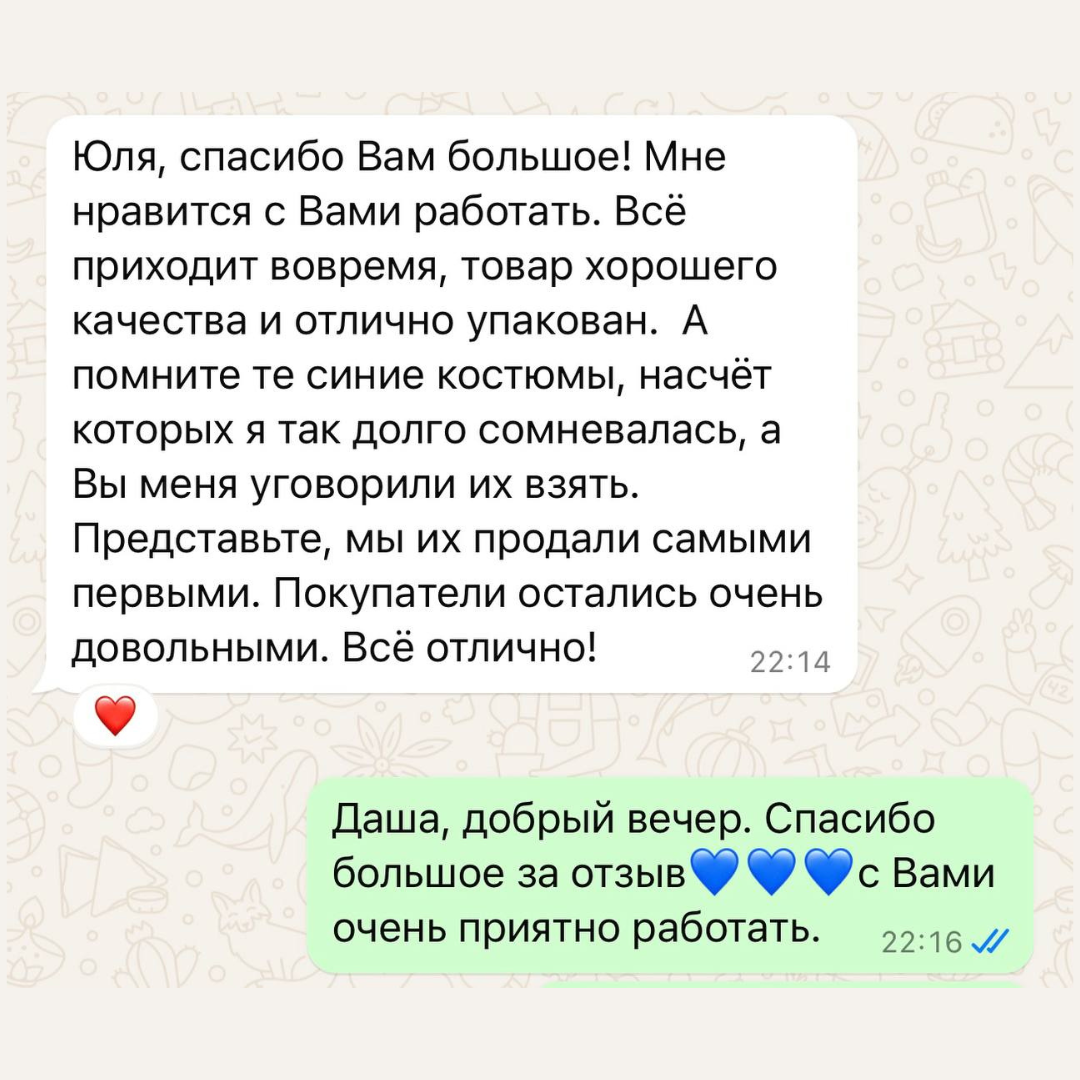 Юля, спасибо Вам большое! Мне
нравится с Вами работать. Всё
приходит вовремя, товар хорошего
качества и отлично упакован.  А
помните те синие костюмы, насчёт
которых я так долго сомневалась, а
Вы меня уговорили их взять.
Представьте, мы их продали самыми
первыми. Покупатели остались очень
довольными. Всё отлично!
22:14
❤️
Даша, добрый вечер. Спасибо
большое за отзыв💙💙💙с Вами
очень приятно работать.
22:16